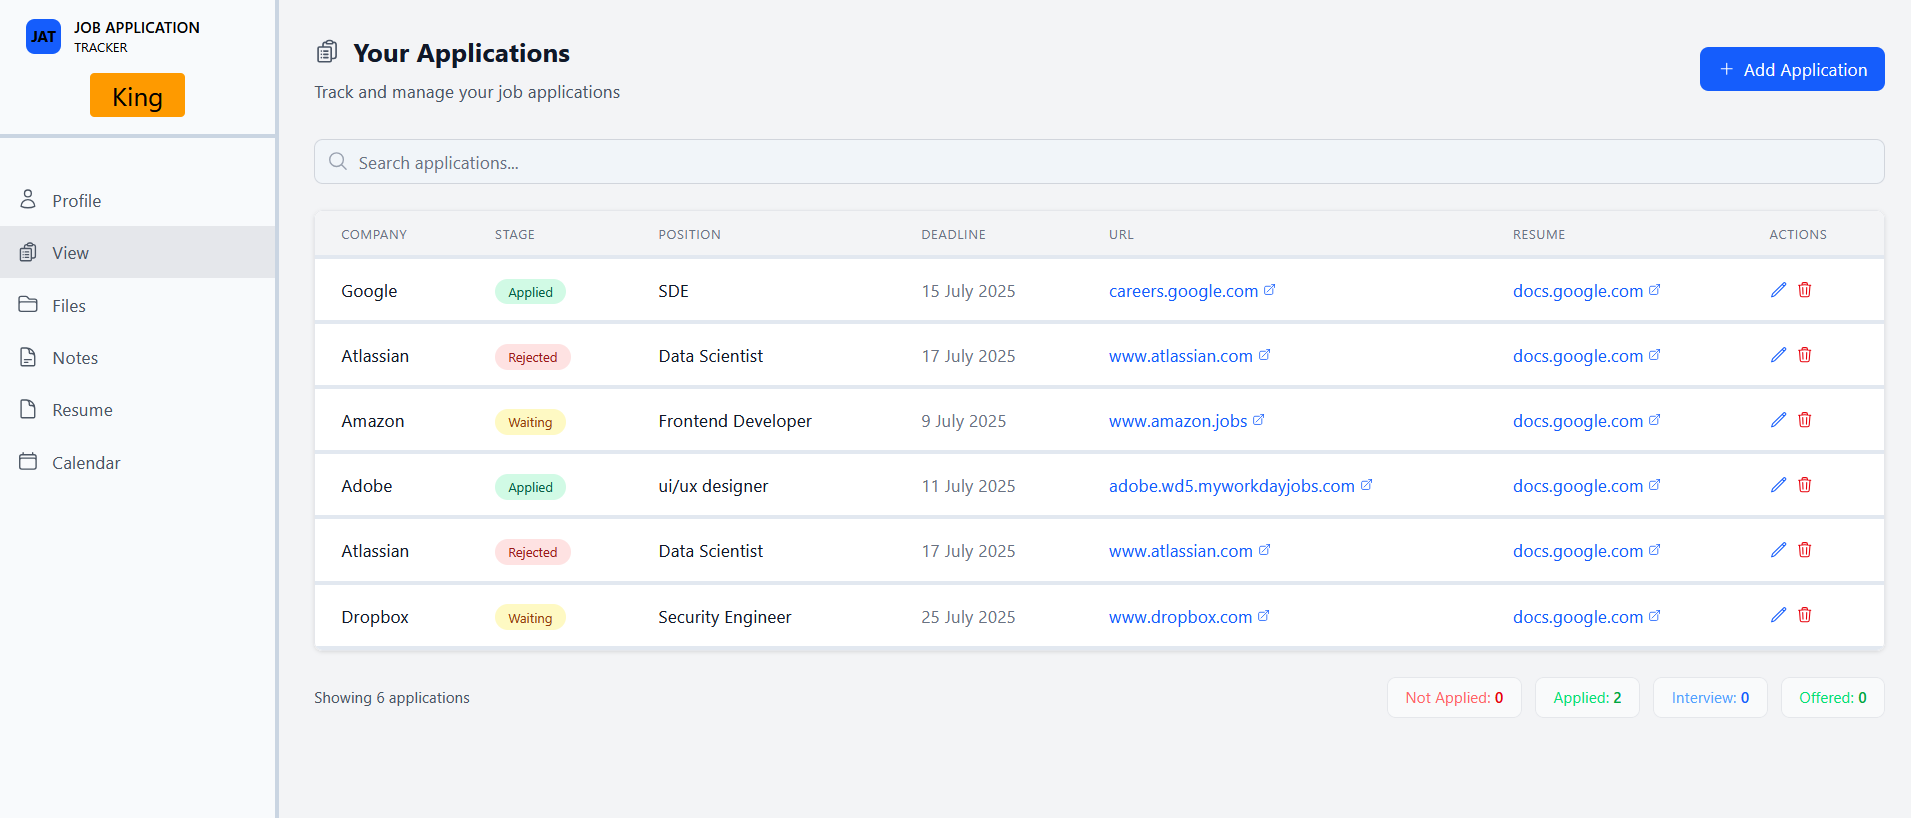 JAT
JOB APPLICATION
TRACKER
King
Profile
View
Files
Notes
Resume
Calendar
Your Applications
Track and manage your job applications
+ Add Application
Search applications...
COMPANY STAGE POSITION DEADLINE URL RESUME ACTIONS
Google Applied SDE 15 July 2025 careers.google.com docs.google.com
Atlassian Rejected Data Scientist 17 July 2025 www.atlassian.com docs.google.com
Amazon Waiting Frontend Developer 9 July 2025 www.amazon.jobs docs.google.com
Adobe Applied ui/ux designer 11 July 2025 adobe.wd5.myworkdayjobs.com docs.google.com
Atlassian Rejected Data Scientist 17 July 2025 www.atlassian.com docs.google.com
Dropbox Waiting Security Engineer 25 July 2025 www.dropbox.com docs.google.com
Showing 6 applications
Not Applied: 0 Applied: 2 Interview: 0 Offered: 0